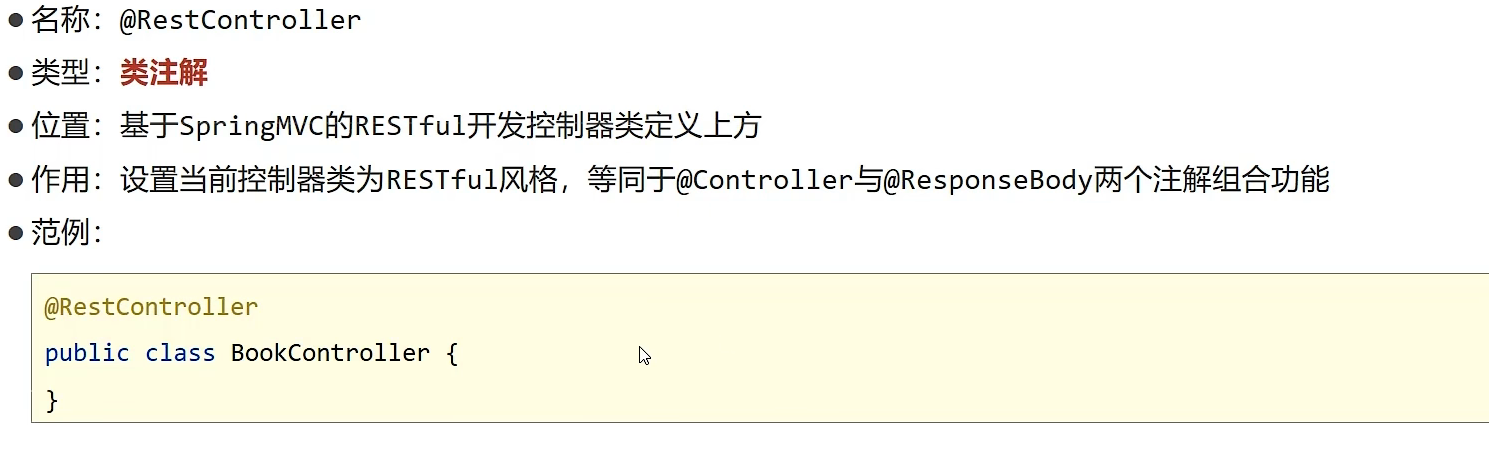 ● 名称：@RestController
● 类型：类注解
● 位置：基于SpringMVC的RESTful开发控制器类定义上方
● 作用：设置当前控制器类为RESTful风格，等同于@Controller与@ResponseBody两个注解组合功能
● 范例：
@RestController
public class BookController {
}